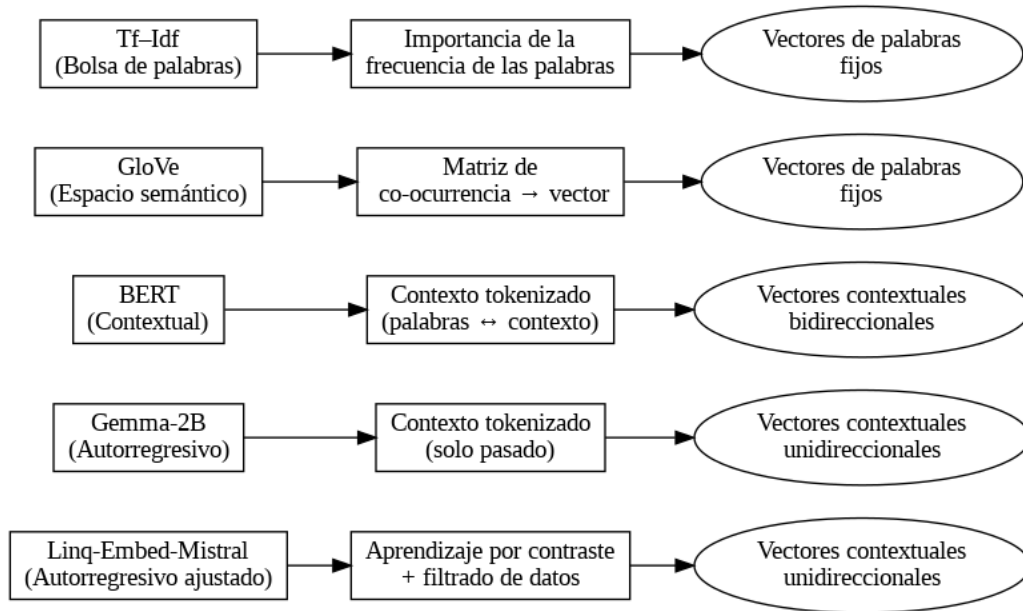 Tf–Idf
(Bolsa de palabras)
Importancia de la
frecuencia de las palabras
Vectores de palabras
fijos
GloVe
(Espacio semántico)
Matriz de
co-ocurrencia → vector
Vectores de palabras
fijos
BERT
(Contextual)
Contexto tokenizado
(palabras ↔ contexto)
Vectores contextuales
bidireccionales
Gemma-2B
(Autorregresivo)
Contexto tokenizado
(solo pasado)
Vectores contextuales
unidireccionales
Linq-Embed-Mistral
(Autorregresivo ajustado)
Aprendizaje por contraste
+ filtrado de datos
Vectores contextuales
unidireccionales